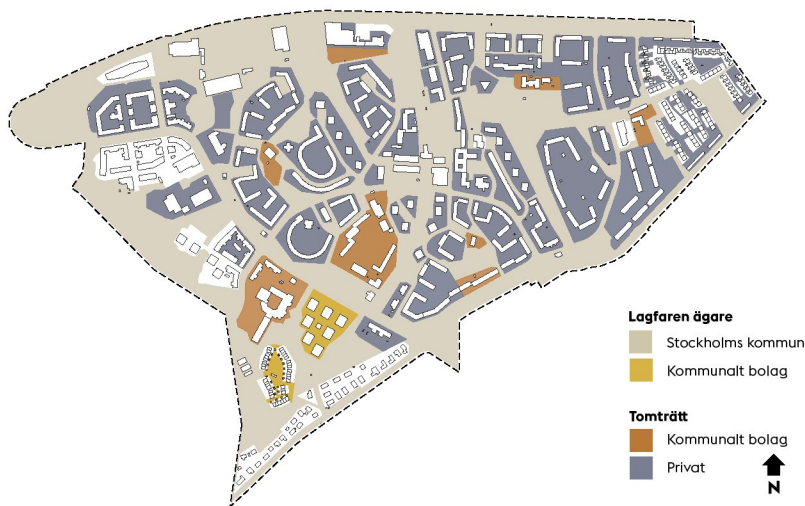 Lagfaren ägare
Stockholms kommun
Kommunalt bolag
Tomträtt
Kommunalt bolag
Privat
N